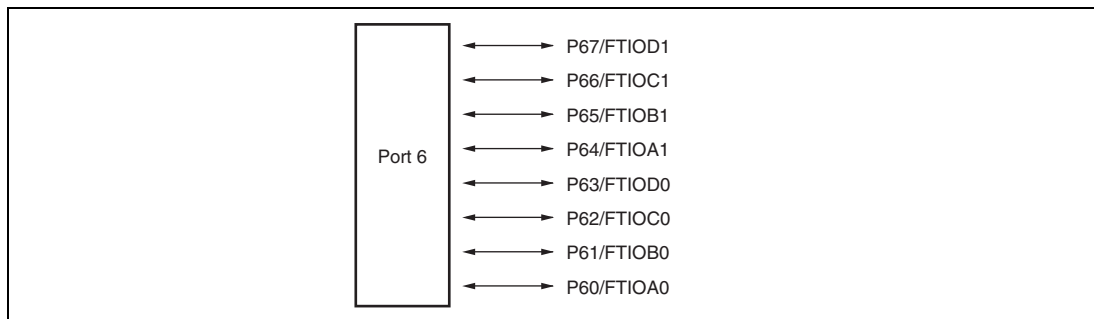 P67/FTIOD1
P66/FTIOC1
P65/FTIOB1
Port 6
P64/FTIOA1
P63/FTIOD0
P62/FTIOC0
P61/FTIOB0
P60/FTIOA0